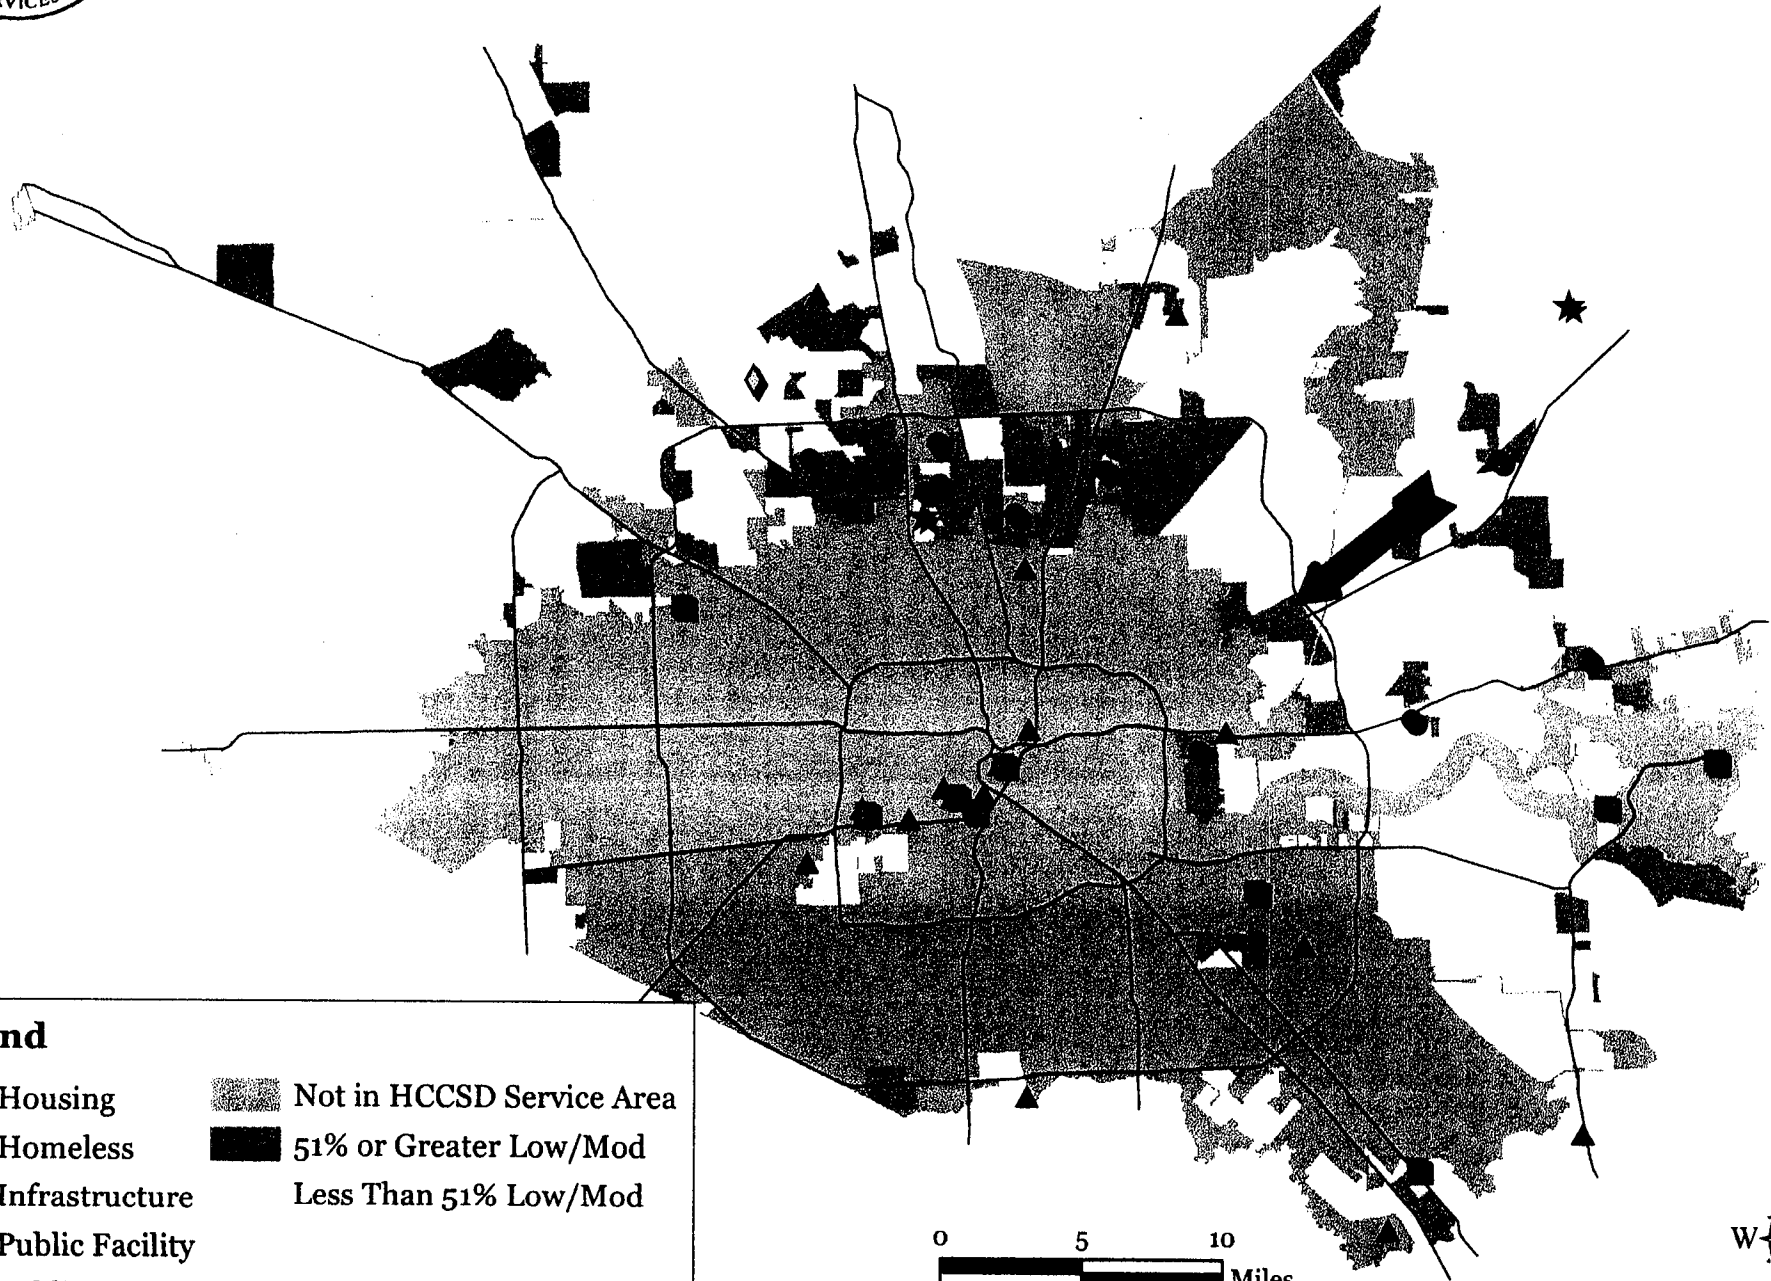 nd
Housing
Homeless
Infrastructure
Public Facility
Not in HCCSD Service Area
51% or Greater Low/Mod
Less Than 51% Low/Mod
0 5 10
Miles
W